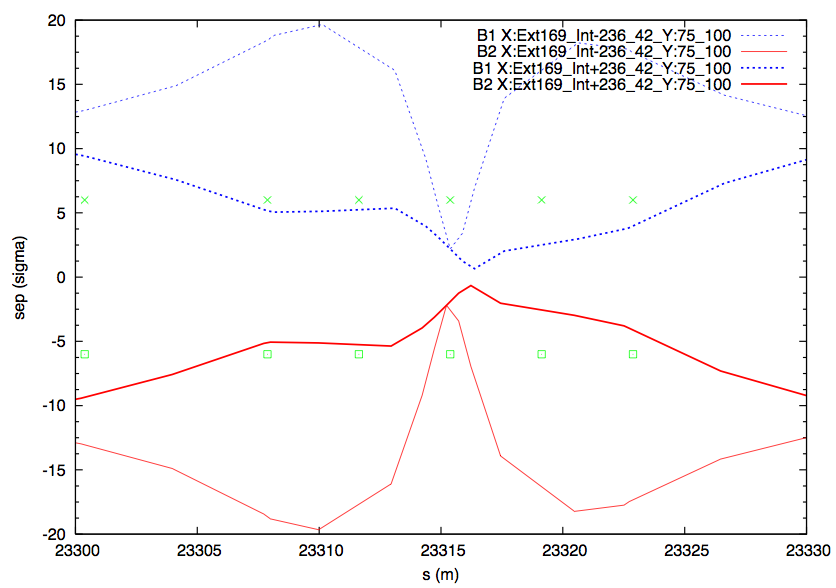 20
15
10
5
0
-5
-10
-15
-20
sep (sigma)
B1 X:Ext169_Int-236_42_Y:75_100
B2 X:Ext169_Int-236_42_Y:75_100
B1 X:Ext169_Int+236_42_Y:75_100
B2 X:Ext169_Int+236_42_Y:75_100
23300 23305 23310 23315 23320 23325 23330
s (m)